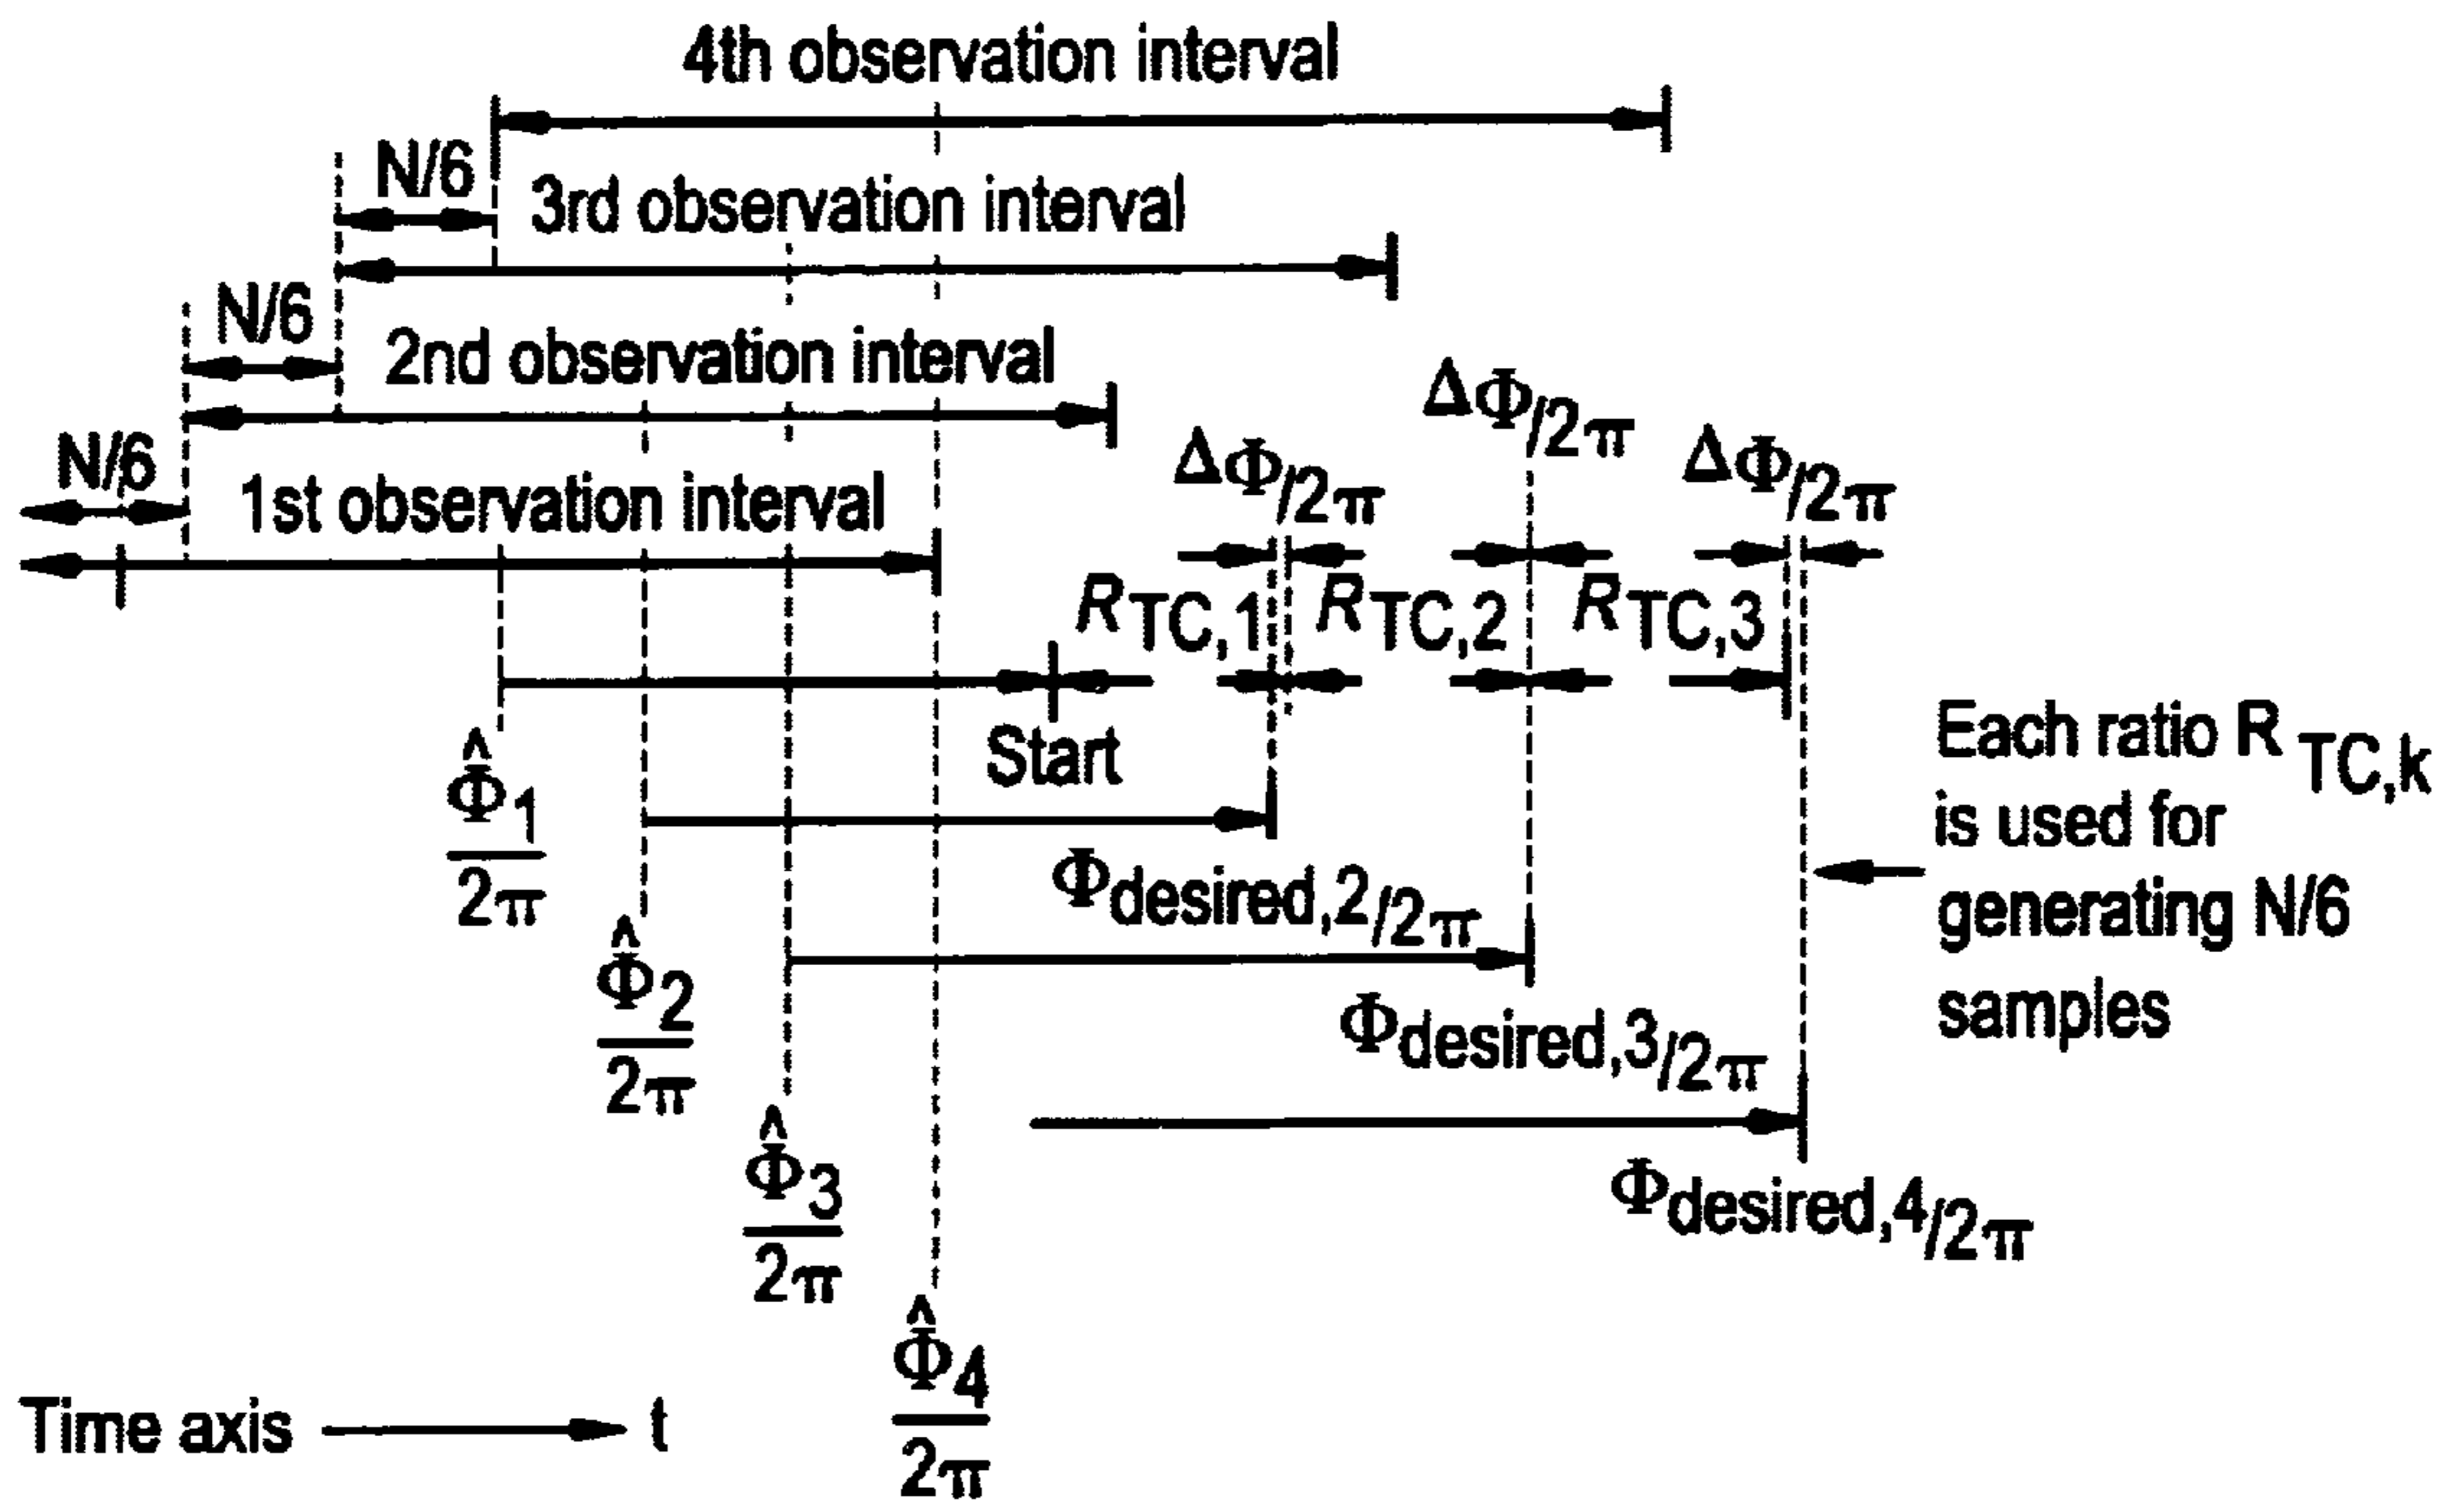 4th observation interval
N/6
3rd observation interval
N/6
2nd observation interval
N/6
1st observation interval
ΔΦ/2π
ΔΦ/2π
ΔΦ/2π
RTC,1
RTC,2
RTC,3
Start
Φ̂1
2π
Φdesired,2/2π
Φ̂2
2π
Φdesired,3/2π
Φ̂3
2π
Φdesired,4/2π
Φ̂4
2π
Each ratio R TC,k
is used for
generating N/6
samples
Time axis
t